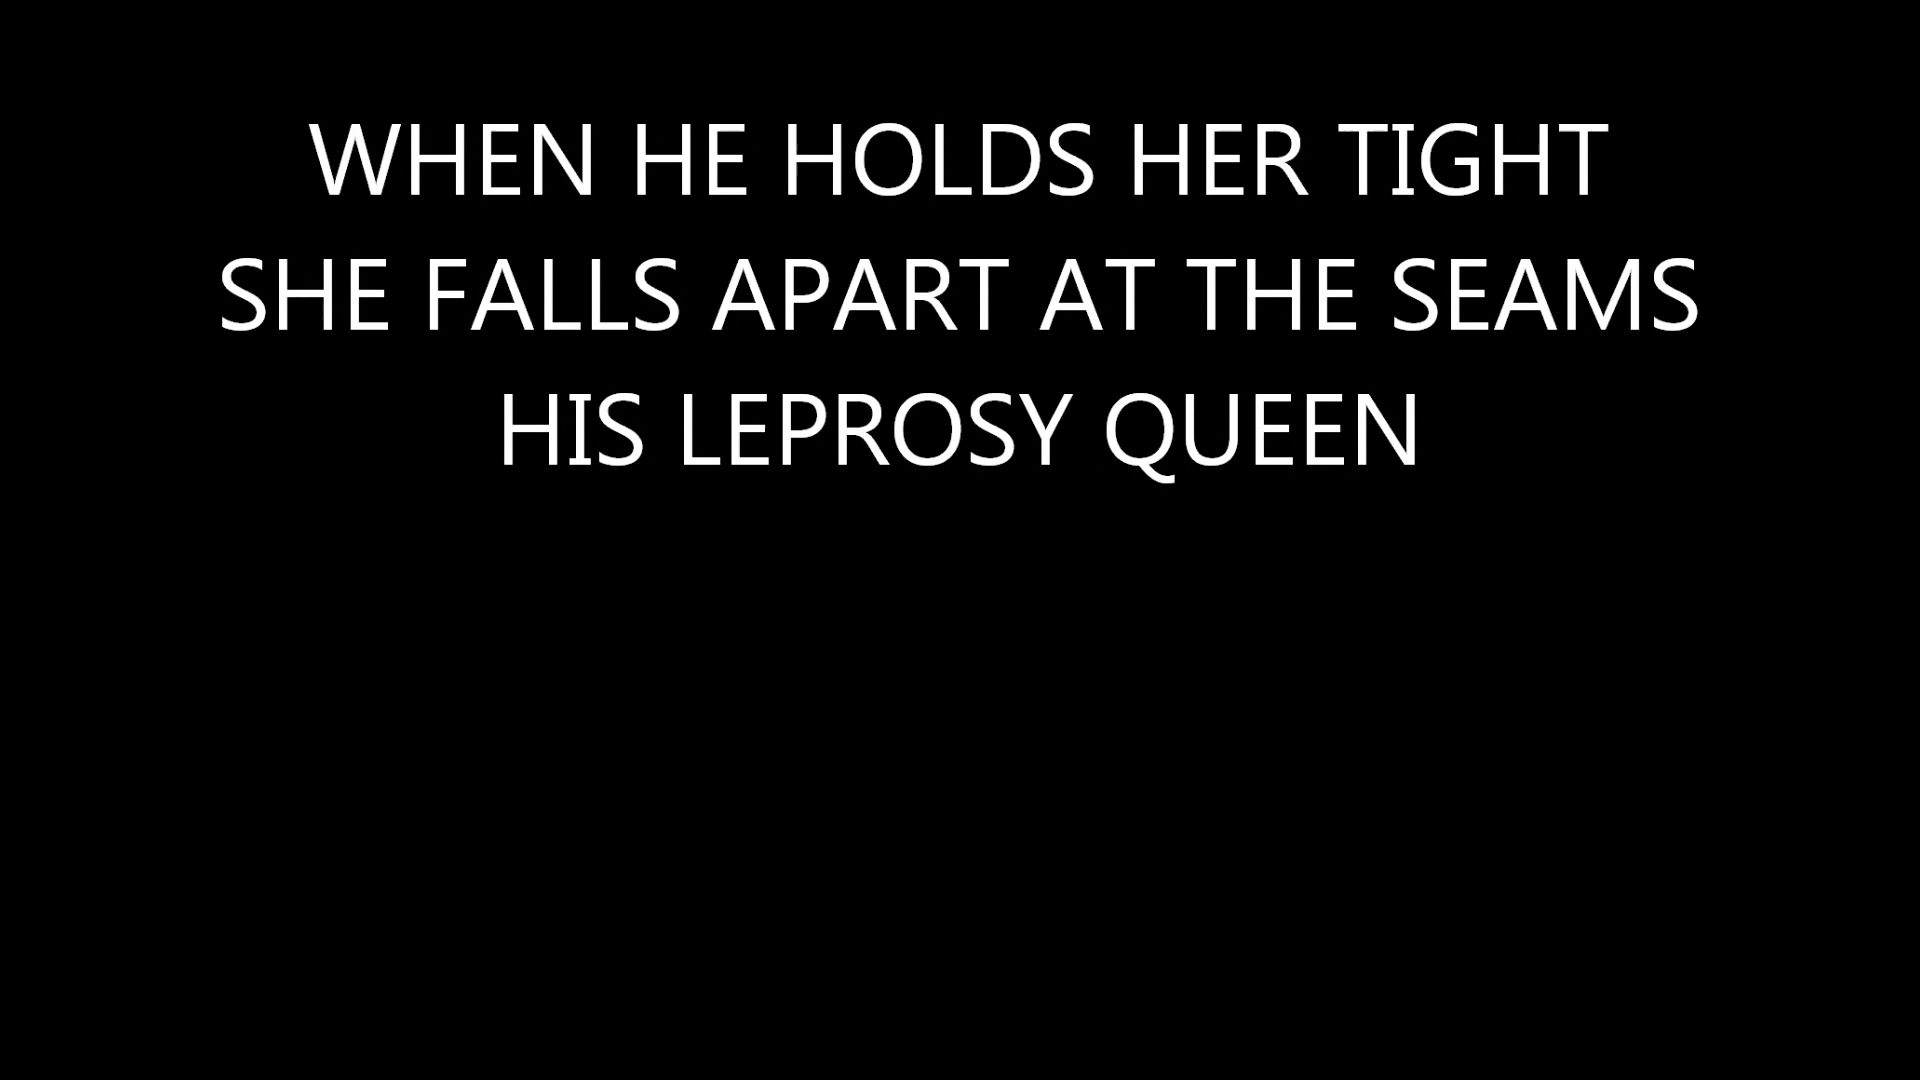 WHEN HE HOLDS HER TIGHT
SHE FALLS APART AT THE SEAMS
HIS LEPROSY QUEEN